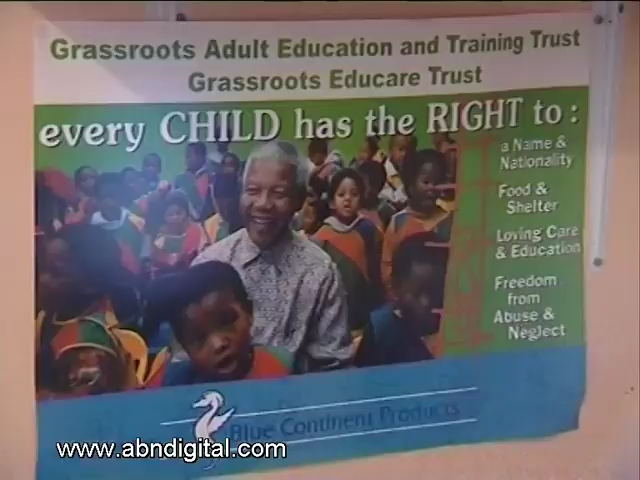 Grassroots Adult Education and Training Trust
Grassroots Educare Trust
every CHILD has the RIGHT to:
a Name &
Nationality
Food &
Shelter
Loving Care
& Education
Freedom
from
Abuse &
Neglect
Blue Continent Products
www.abndigital.com